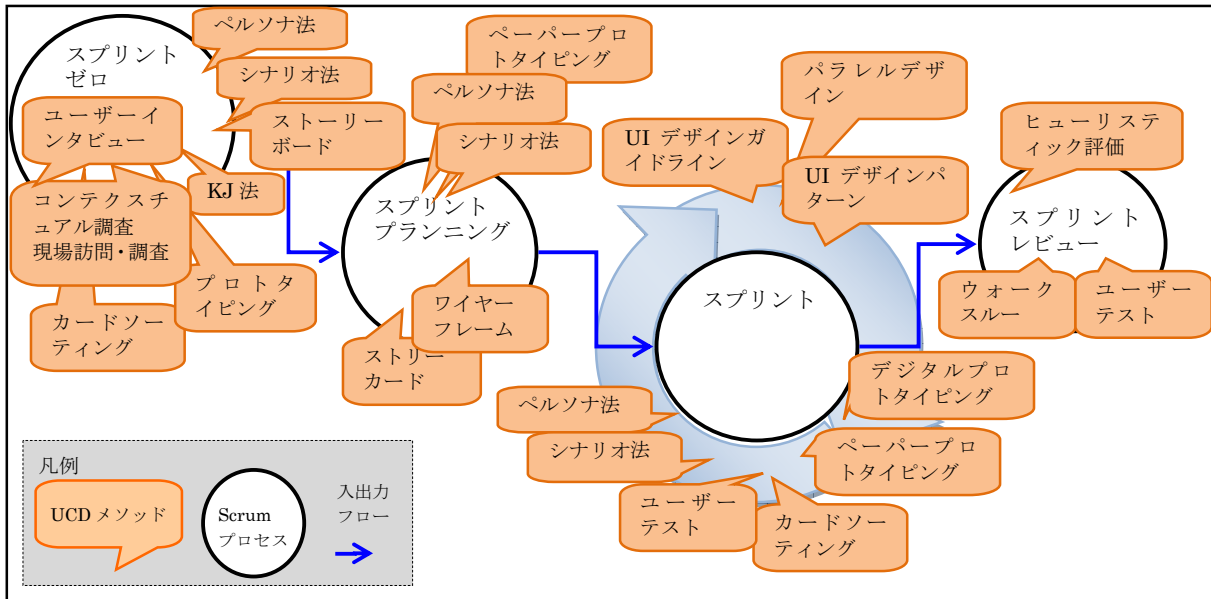 スプリント
ゼロ
ペルソナ法
シナリオ法
ストーリー
ボード
ユーザーイ
ンタビュー
KJ 法
コンテクスチ
ュアル調査
現場訪問・調査
プロトタ
イピング
カードソー
ティング
ペーパープロ
トタイピング
ペルソナ法
シナリオ法
スプリント
プランニング
ワイヤー
フレーム
ストリー
カード
パラレルデザ
イン
UI デザインガ
イドライン
UI デザインパ
ターン
スプリント
デジタルプロ
トタイピング
ペーパープロ
トタイピング
カードソー
ティング
ユーザー
テスト
シナリオ法
ペルソナ法
ヒューリステ
ィック評価
スプリント
レビュー
ウォーク
スルー
ユーザー
テスト
凡例
UCD メソッド
Scrum
プロセス
入出力
フロー